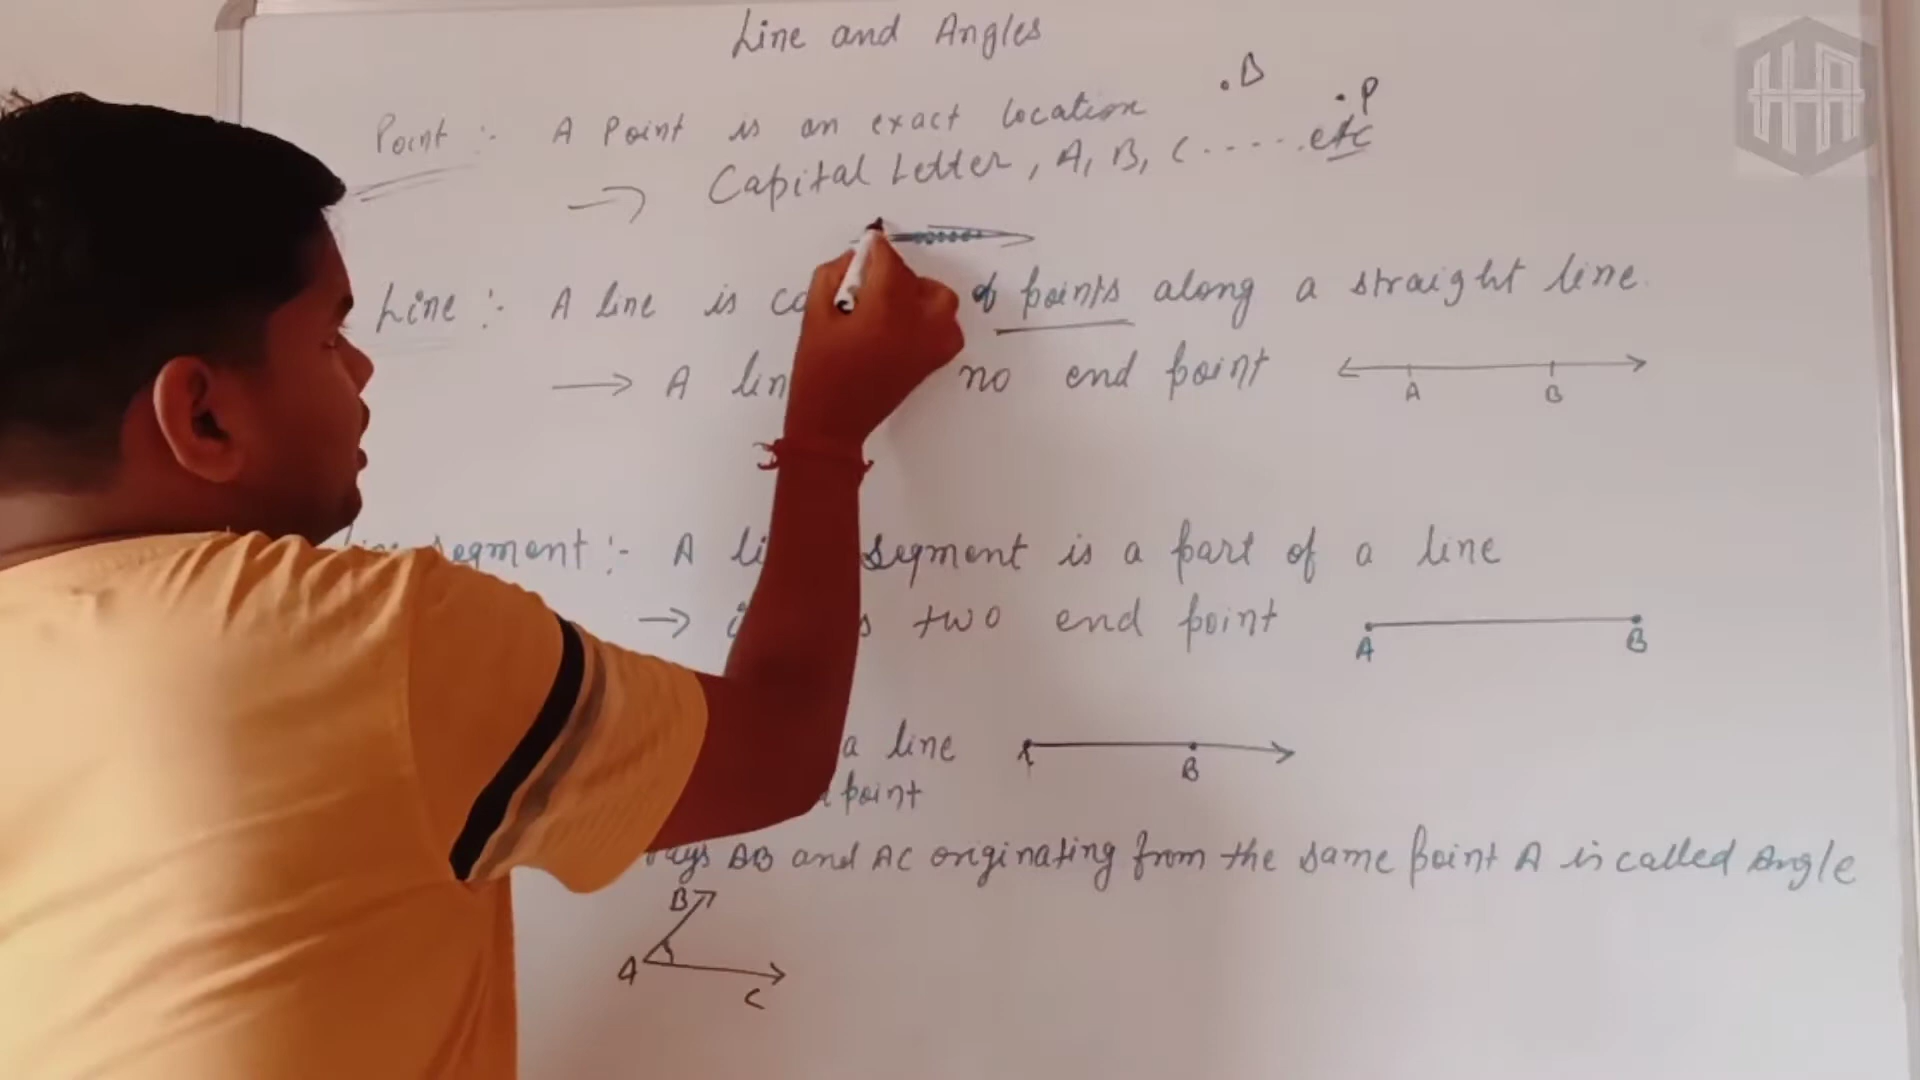 Line and Angles
.B
.P
Point :- A Point is an exact location
→ Capital Letter, A, B, C ..... etc
Line :- A line is of points along a straight line.
→ A no end point
A B
segment :- A segment is a part of a line
→ two end point
A B
a line
B
point
rays AB and AC originating from the same point A is called Angle
B
A
C
HA